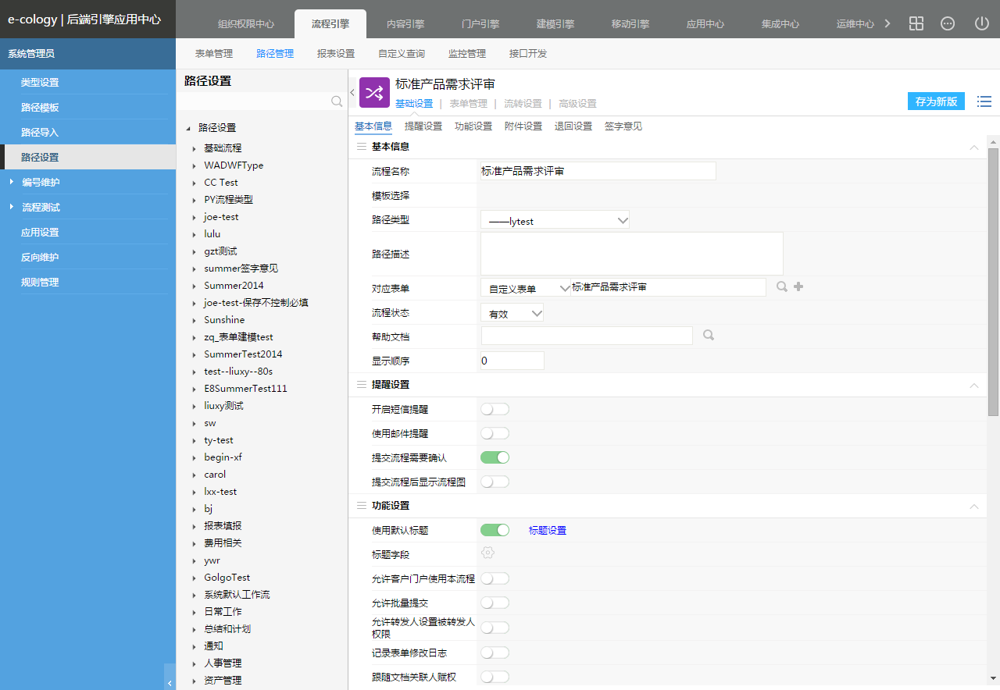 e-cology | 后端引擎应用中心
组织权限中心 流程引擎 内容引擎 门户引擎 建模引擎 移动引擎 应用中心 集成中心 运维中心
系统管理员
表单管理 路径管理 报表设置 自定义查询 监控管理 接口开发
类型设置
路径模板
路径导入
路径设置
编号维护
流程测试
应用设置
反向维护
规则管理
路径设置
路径设置
基础流程
WADWFType
CC Test
PY流程类型
joe-test
lulu
gzt测试
summer签字意见
Summer2014
joe-test-保存不控制必填
Sunshine
zq_表单建模test
SummerTest2014
test--liuxy--80s
E8SummerTest111
liuxy测试
sw
ty-test
begin-xf
carol
lxx-test
bj
报表填报
费用相关
ywr
GolgoTest
系统默认工作流
日常工作
总结和计划
通知
人事管理
资产管理
标准产品需求评审
基础设置 | 表单管理 | 流转设置 | 高级设置
存为新版
基本信息 提醒设置 功能设置 附件设置 退回设置 签字意见
基本信息
流程名称 标准产品需求评审
模板选择
路径类型 ——lytest
路径描述
对应表单 自定义表单 标准产品需求评审
流程状态 有效
帮助文档
显示顺序 0
提醒设置
开启短信提醒
使用邮件提醒
提交流程需要确认
提交流程后显示流程图
功能设置
使用默认标题 标题设置
标题字段
允许客户门户使用本流程
允许批量提交
允许转发人设置被转发人
权限
记录表单修改日志
跟随文档关联人赋权